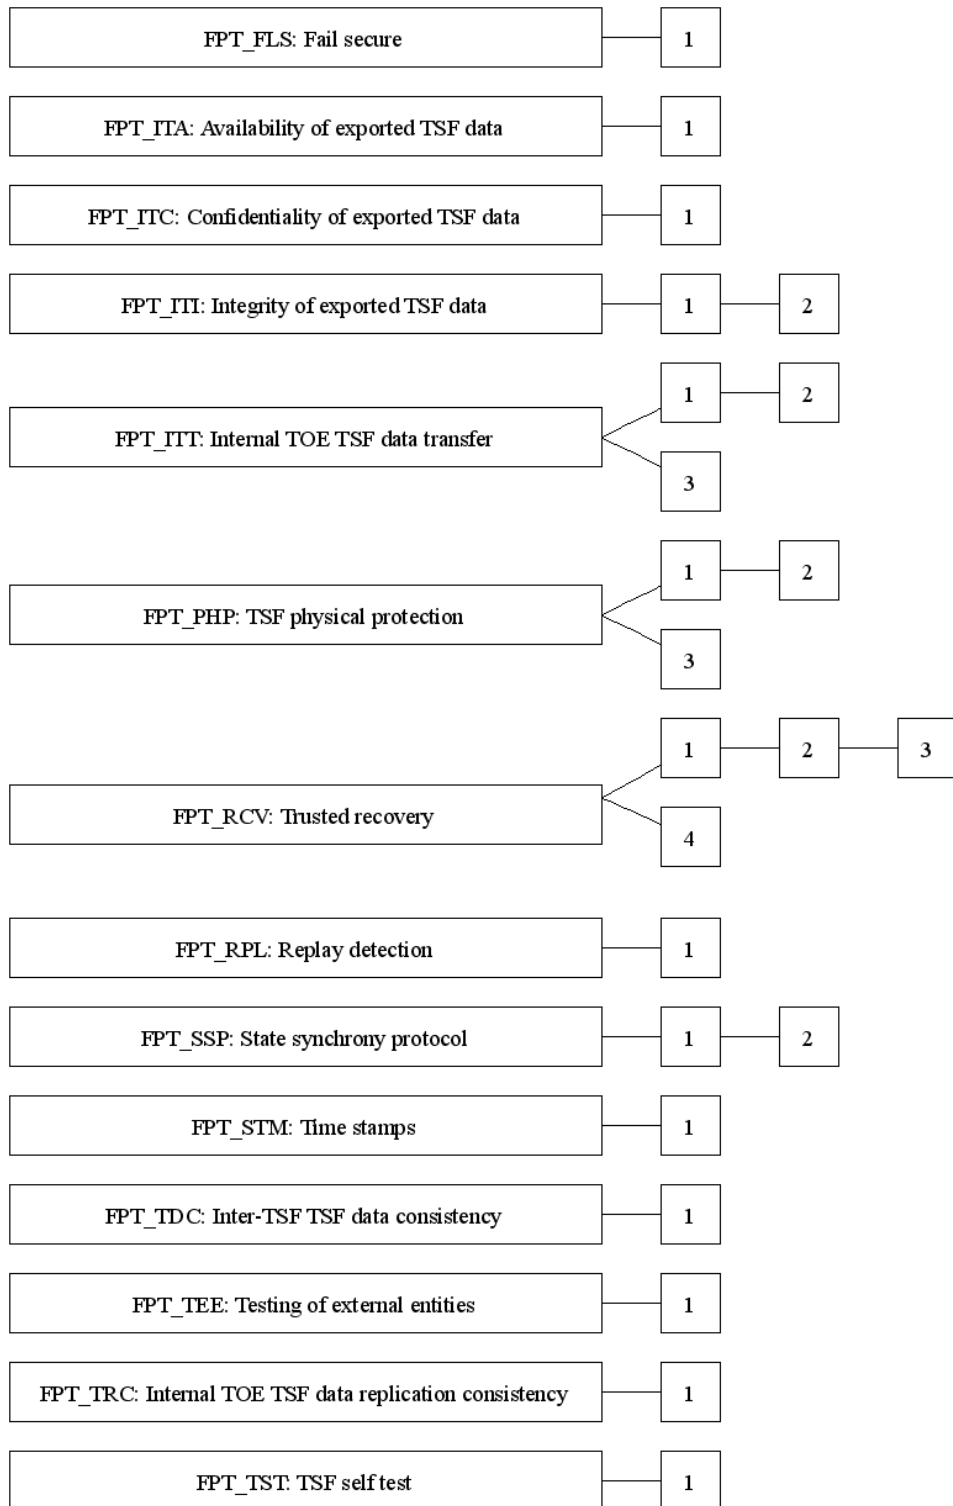 FPT_FLS: Fail secure 1
FPT_ITA: Availability of exported TSF data 1
FPT_ITC: Confidentiality of exported TSF data 1
FPT_ITI: Integrity of exported TSF data 1 2
1 2
FPT_ITT: Internal TOE TSF data transfer
3
1 2
FPT_PHP: TSF physical protection
3
1 2 3
FPT_RCV: Trusted recovery
4
FPT_RPL: Replay detection 1
FPT_SSP: State synchrony protocol 1 2
FPT_STM: Time stamps 1
FPT_TDC: Inter-TSF TSF data consistency 1
FPT_TEE: Testing of external entities 1
FPT_TRC: Internal TOE TSF data replication consistency 1
FPT_TST: TSF self test 1